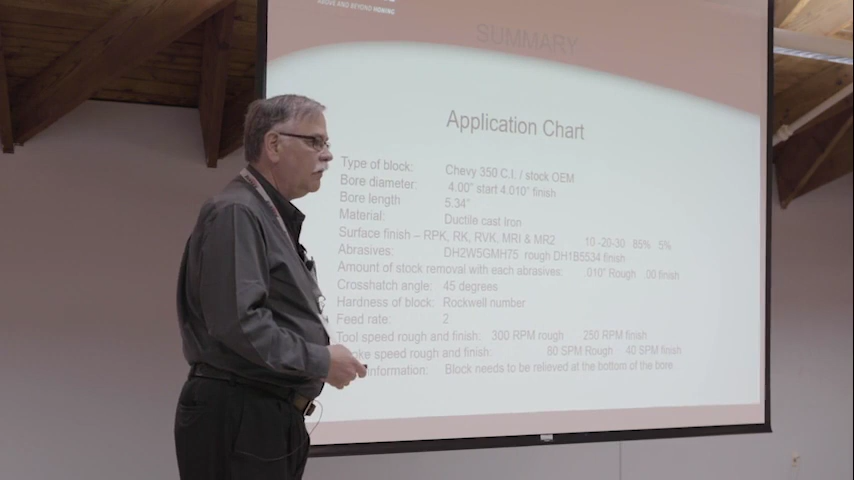 ABOVE AND BEYOND HONING
SUMMARY
Application Chart
Type of block: Chevy 350 C.I. / stock OEM
Bore diameter: 4.00" start 4.010" finish
Bore length 5.34"
Material: Ductile cast Iron
Surface finish – RPK, RK, RVK, MRI & MR2 10 -20-30 85% 5%
Abrasives: DH2W5GMH75 rough DH1B5534 finish
Amount of stock removal with each abrasives: .010" Rough .00 finish
Crosshatch angle: 45 degrees
Hardness of block: Rockwell number
Feed rate: 2
Tool speed rough and finish: 300 RPM rough 250 RPM finish
speed rough and finish: 80 SPM Rough 40 SPM finish
Block needs to be relieved at the bottom of the bore.